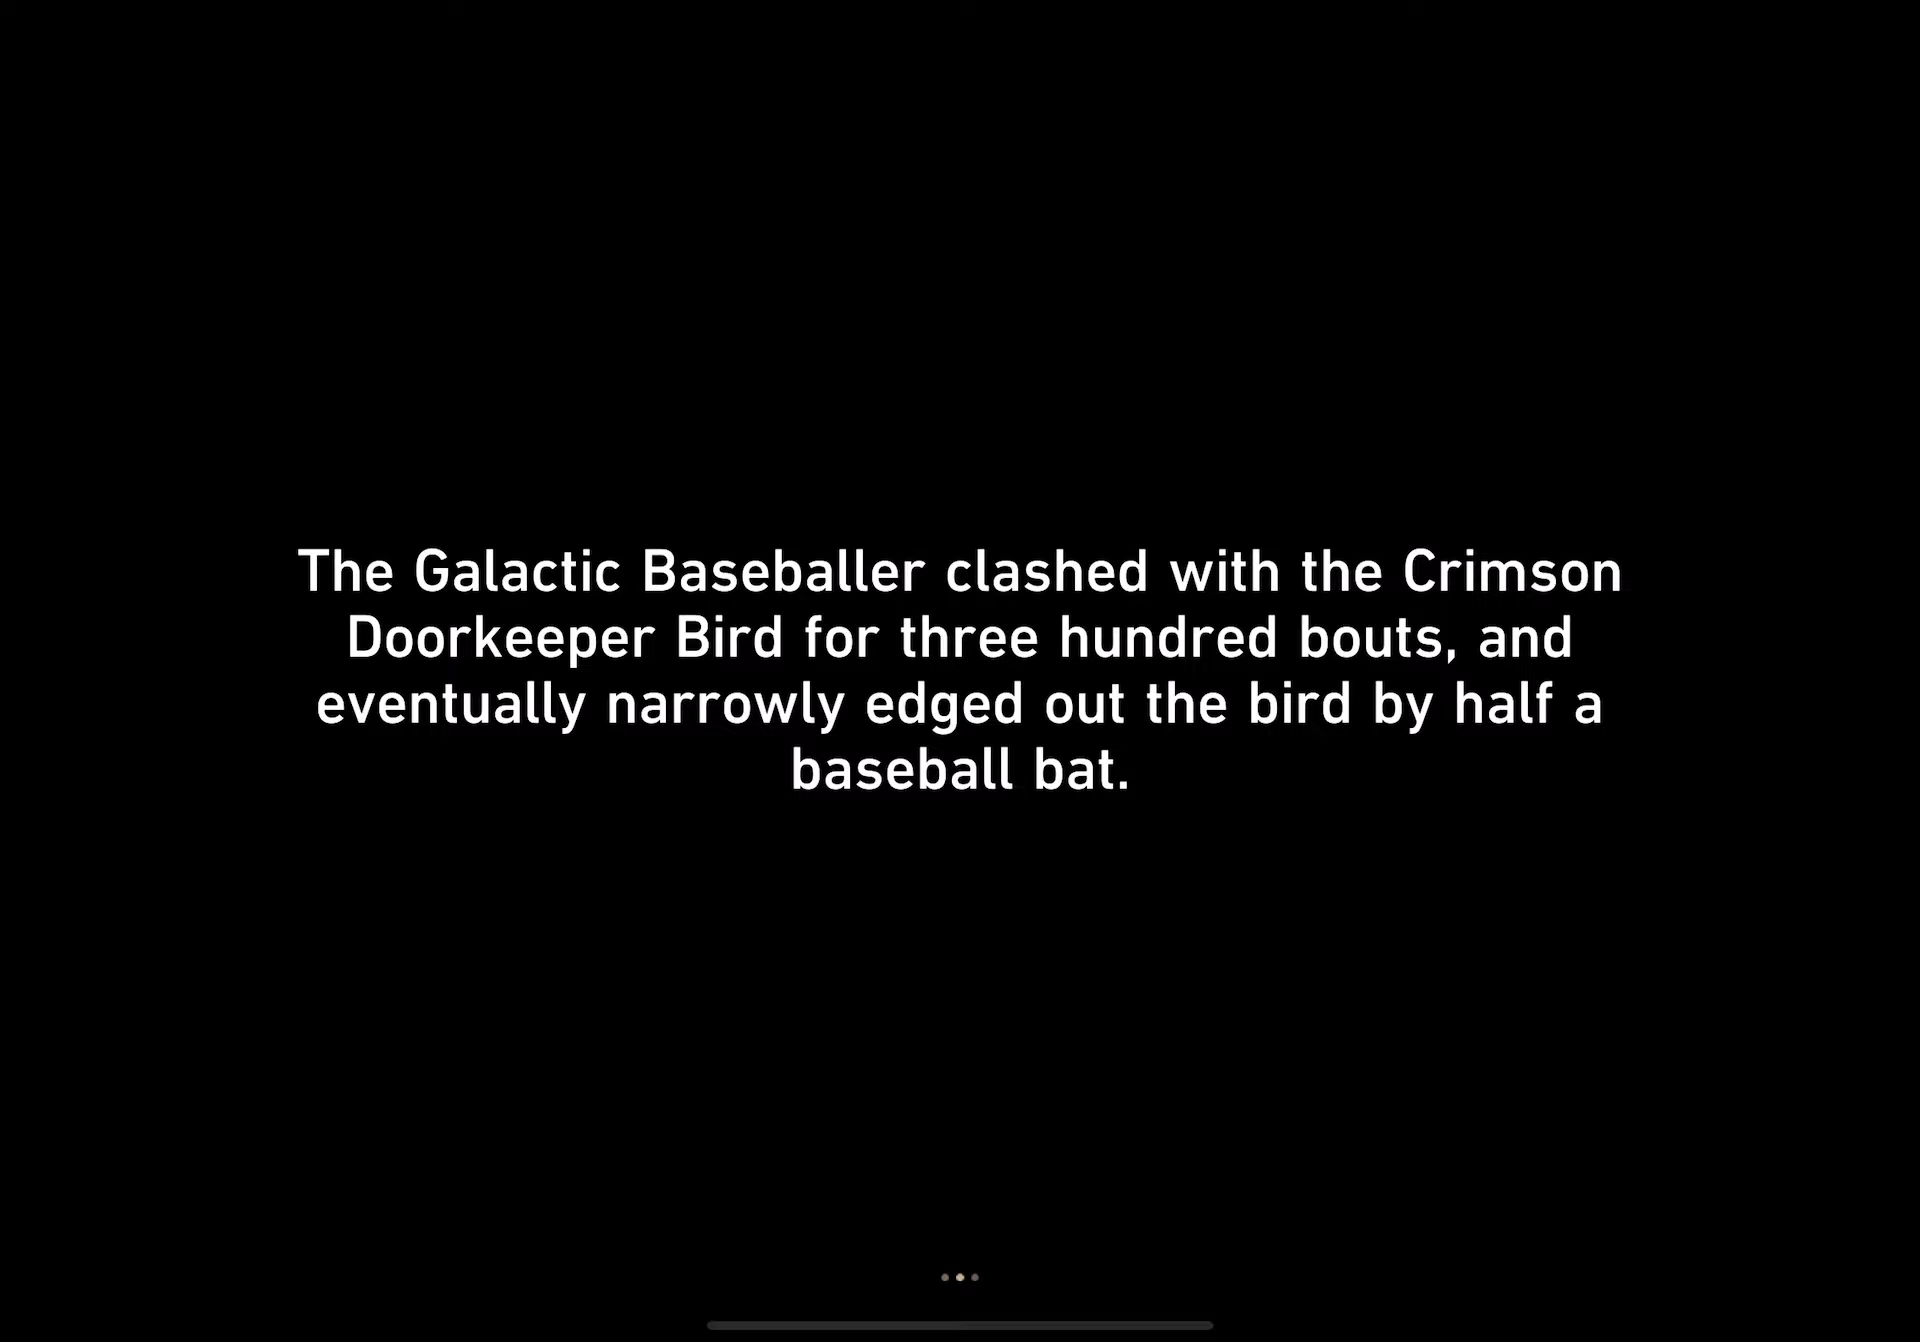 The Galactic Baseballer clashed with the Crimson
Doorkeeper Bird for three hundred bouts, and
eventually narrowly edged out the bird by half a
baseball bat.